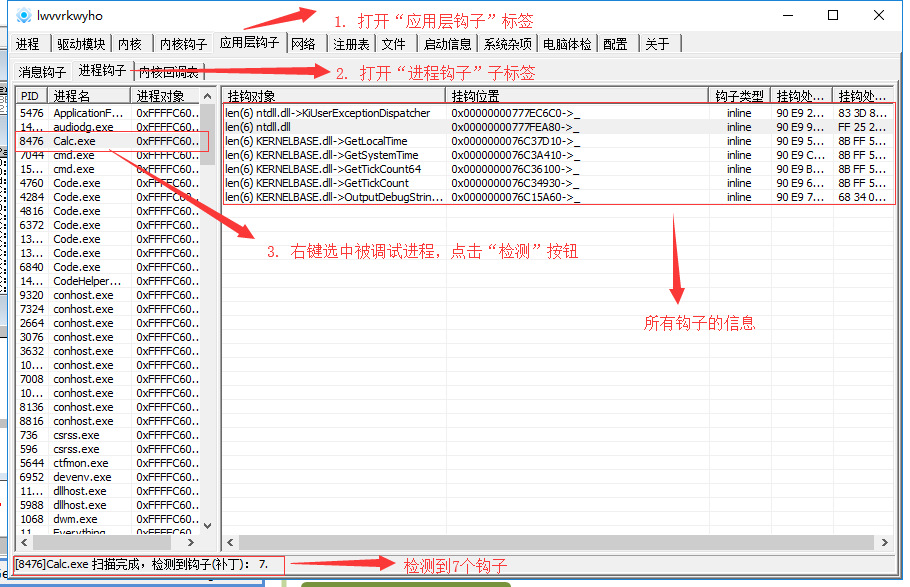 lwvvrkwyho
1. 打开“应用层钩子”标签
进程 驱动模块 内核 内核钩子 应用层钩子 网络 注册表 文件 启动信息 系统杂项 电脑体检 配置 关于
消息钩子 进程钩子 内核回调表
2. 打开“进程钩子”子标签
PID 进程名 进程对象 挂钩对象 挂钩位置 钩子类型 挂钩处... 挂钩处...
5476 ApplicationF... 0xFFFFC60... len(6) ntdll.dll->KiUserExceptionDispatcher 0x00000000777EC6C0->_ inline 90 E9 2... 83 3D 8...
14... audiodg.exe 0xFFFFC60... len(6) ntdll.dll 0x00000000777FEA80->_ inline 90 E9 9... FF 25 2...
8476 Calc.exe 0xFFFFC60... len(6) KERNELBASE.dll->GetLocalTime 0x0000000076C37D10->_ inline 90 E9 5... 8B FF 5...
7044 cmd.exe 0xFFFFC60... len(6) KERNELBASE.dll->GetSystemTime 0x0000000076C3A410->_ inline 90 E9 C... 8B FF 5...
15... cmd.exe 0xFFFFC60... len(6) KERNELBASE.dll->GetTickCount64 0x0000000076C36100->_ inline 90 E9 B... 8B FF 5...
4760 Code.exe 0xFFFFC60... len(6) KERNELBASE.dll->GetTickCount 0x0000000076C34930->_ inline 90 E9 6... 8B FF 5...
4284 Code.exe 0xFFFFC60... len(6) KERNELBASE.dll->OutputDebugStrin... 0x0000000076C15A60->_ inline 90 E9 7... 68 34 0...
4816 Code.exe 0xFFFFC60...
6372 Code.exe 0xFFFFC60...
13... Code.exe 0xFFFFC60...
13... Code.exe 0xFFFFC60...
3. 右键选中被调试进程，点击“检测”按钮
6840 Code.exe 0xFFFFC60...
14... CodeHelper... 0xFFFFC60...
9320 conhost.exe 0xFFFFC60...
7324 conhost.exe 0xFFFFC60...
2664 conhost.exe 0xFFFFC60...
所有钩子的信息
3076 conhost.exe 0xFFFFC60...
3632 conhost.exe 0xFFFFC60...
10... conhost.exe 0xFFFFC60...
7008 conhost.exe 0xFFFFC60...
10... conhost.exe 0xFFFFC60...
8136 conhost.exe 0xFFFFC60...
8816 conhost.exe 0xFFFFC60...
736 csrss.exe 0xFFFFC60...
596 csrss.exe 0xFFFFC60...
5644 ctfmon.exe 0xFFFFC60...
6952 devenv.exe 0xFFFFC60...
11... dllhost.exe 0xFFFFC60...
5988 dllhost.exe 0xFFFFC60...
1068 dwm.exe 0xFFFFC60...
11... Everything 0xFFFFC60...
[8476]Calc.exe 扫描完成，检测到钩子(补丁)： 7.
检测到7个钩子